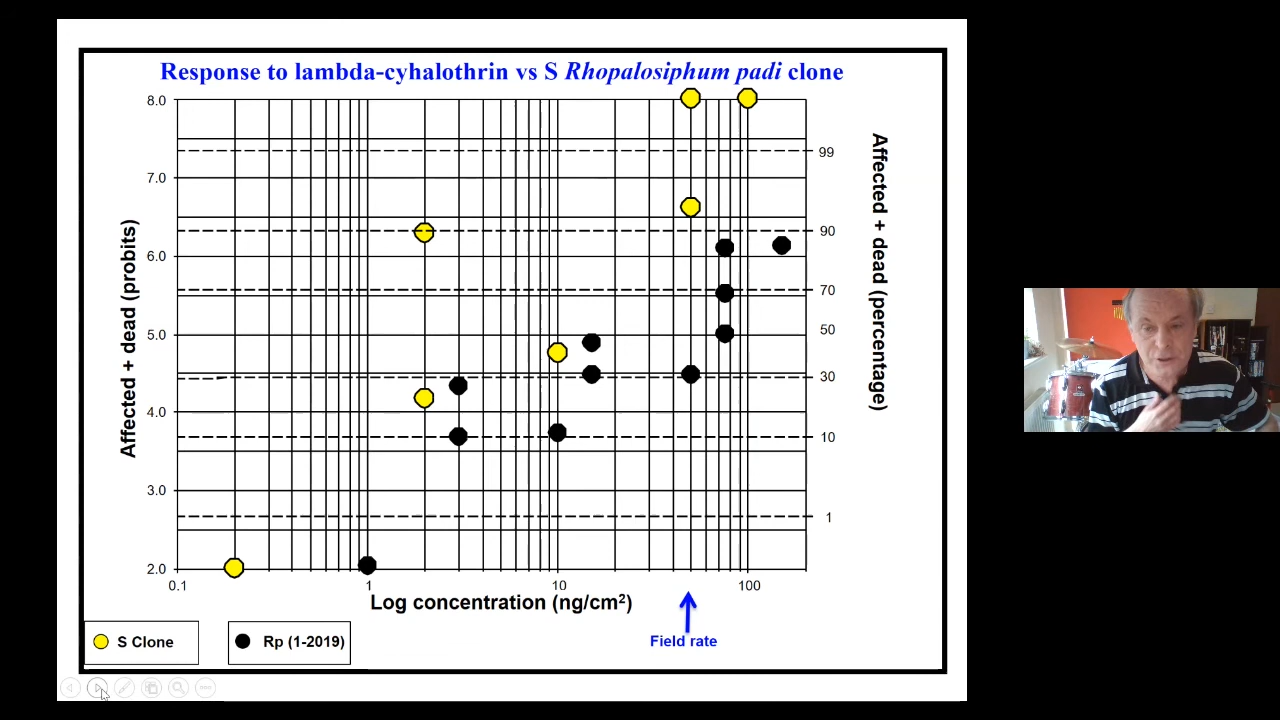 Response to lambda-cyhalothrin vs S Rhopalosiphum padi clone
Affected + dead (probits)
8.0
7.0
6.0
5.0
4.0
3.0
2.0
99
90
70
50
30
10
1
Affected + dead (percentage)
0.1
1
10
100
Log concentration (ng/cm²)
Field rate
S Clone
Rp (1-2019)